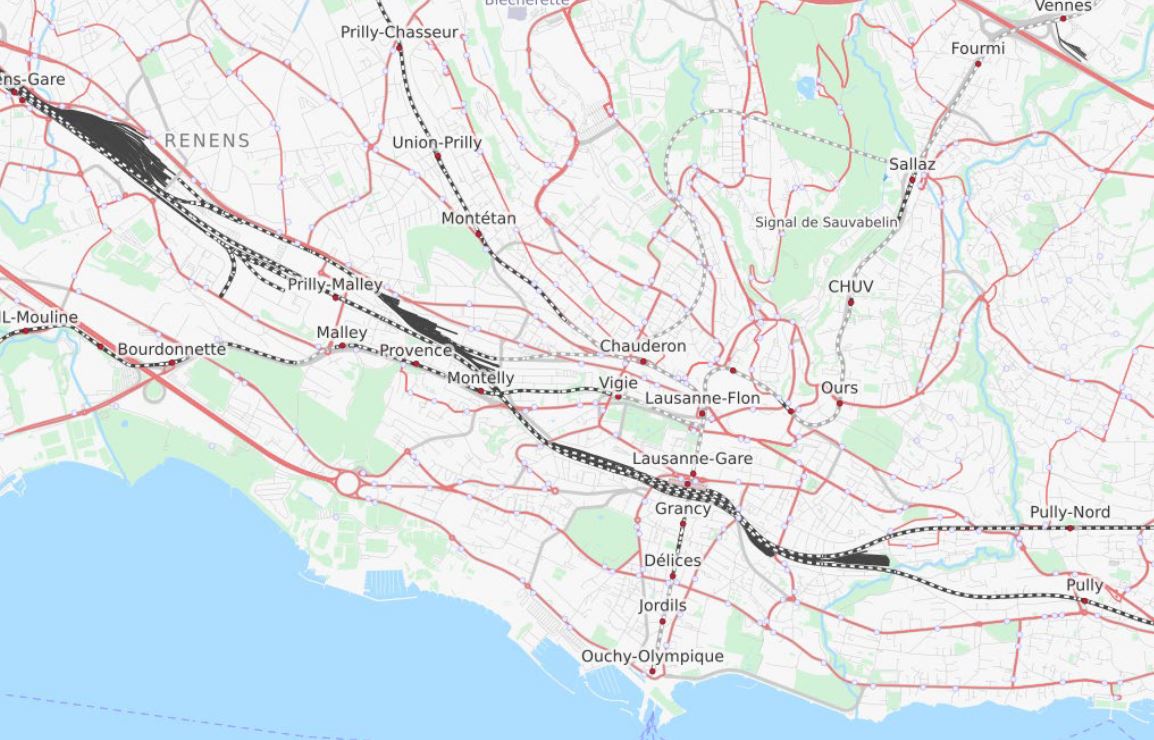 Blécherette
Vennes
Prilly-Chasseur
Fourmi
ens-Gare
RENENS
Union-Prilly
Sallaz
Montétan
Signal de Sauvabelin
Prilly-Malley
CHUV
IL-Mouline
Malley
Bourdonnette
Provence
Chauderon
Montelly
Vigie
Lausanne-Flon
Ours
Lausanne-Gare
Grancy
Pully-Nord
Délices
Pully
Jordils
Ouchy-Olympique